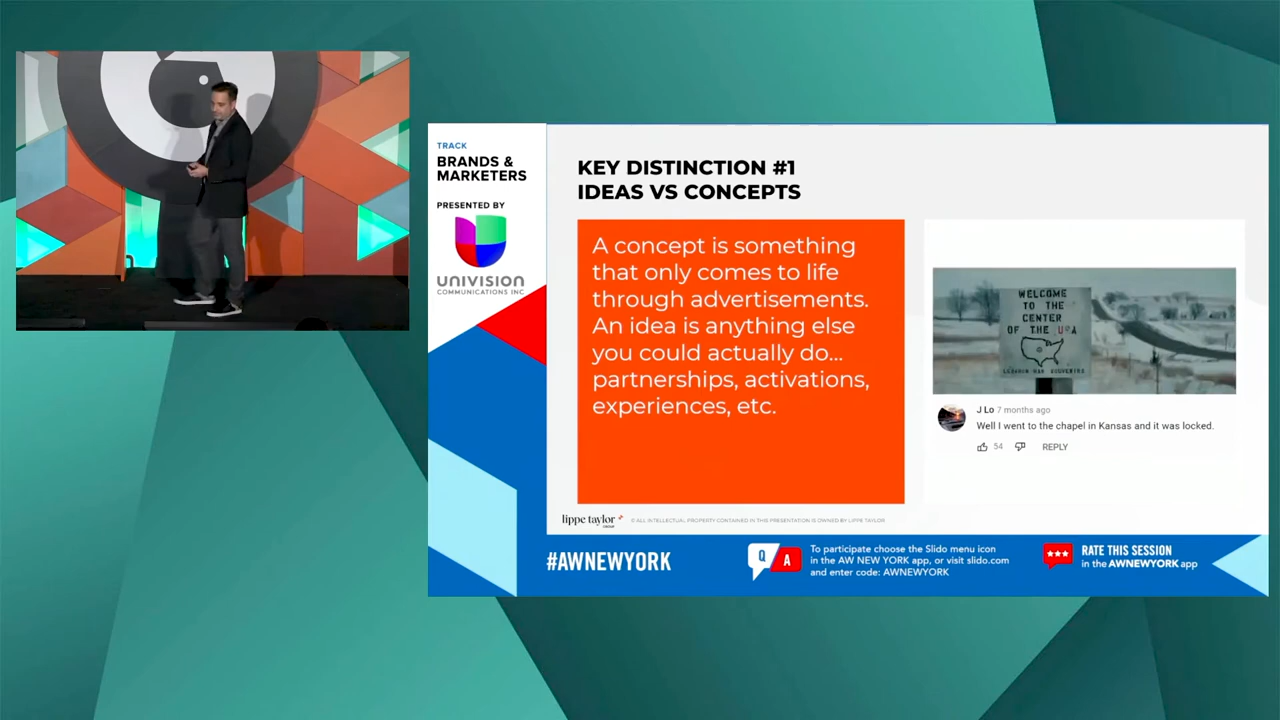 TRACK
BRANDS &
MARKETERS
PRESENTED BY
UNIVISION
COMMUNICATIONS INC
KEY DISTINCTION #1
IDEAS VS CONCEPTS
A concept is something
that only comes to life
through advertisements.
An idea is anything else
you could actually do...
partnerships, activations,
experiences, etc.
WELCOME
TO THE
CENTER
OF THE USA
J Lo 7 months ago
Well I went to the chapel in Kansas and it was locked.
54 REPLY
lippe taylor
GROUP
© ALL INTELLECTUAL PROPERTY CONTAINED IN THIS PRESENTATION IS OWNED BY LIPPE TAYLOR
#AWNEWYORK
Q A
To participate choose the Slido menu icon
in the AW NEW YORK app, or visit slido.com
and enter code: AWNEWYORK
RATE THIS SESSION
in the AWNEWYORK app